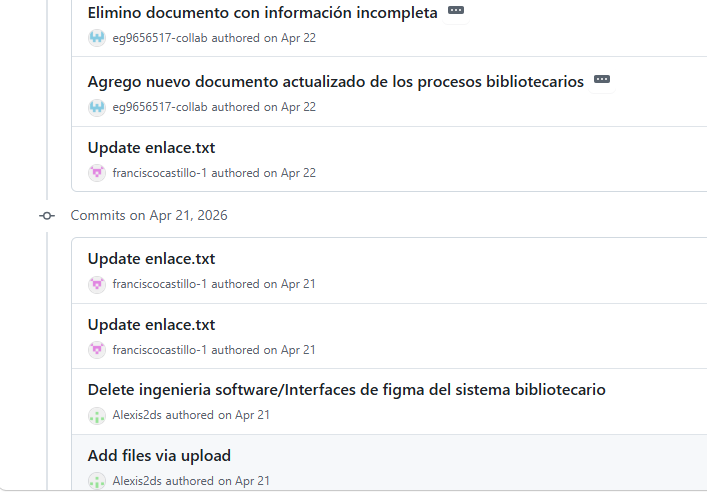 Elimino documento con información incompleta
eg9656517-collab authored on Apr 22
Agrego nuevo documento actualizado de los procesos bibliotecarios
eg9656517-collab authored on Apr 22
Update enlace.txt
franciscocastillo-1 authored on Apr 22
Commits on Apr 21, 2026
Update enlace.txt
franciscocastillo-1 authored on Apr 21
Update enlace.txt
franciscocastillo-1 authored on Apr 21
Delete ingenieria software/Interfaces de figma del sistema bibliotecario
Alexis2ds authored on Apr 21
Add files via upload
Alexis2ds authored on Apr 21